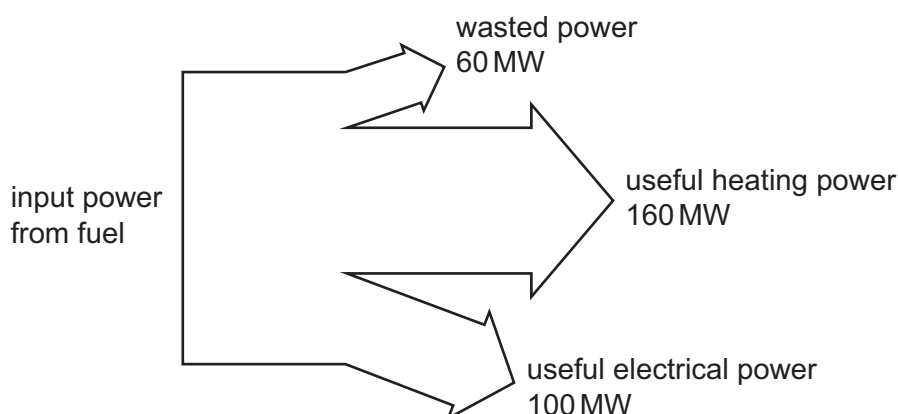 wasted power
60 MW
input power
from fuel
useful heating power
160 MW
useful electrical power
100 MW